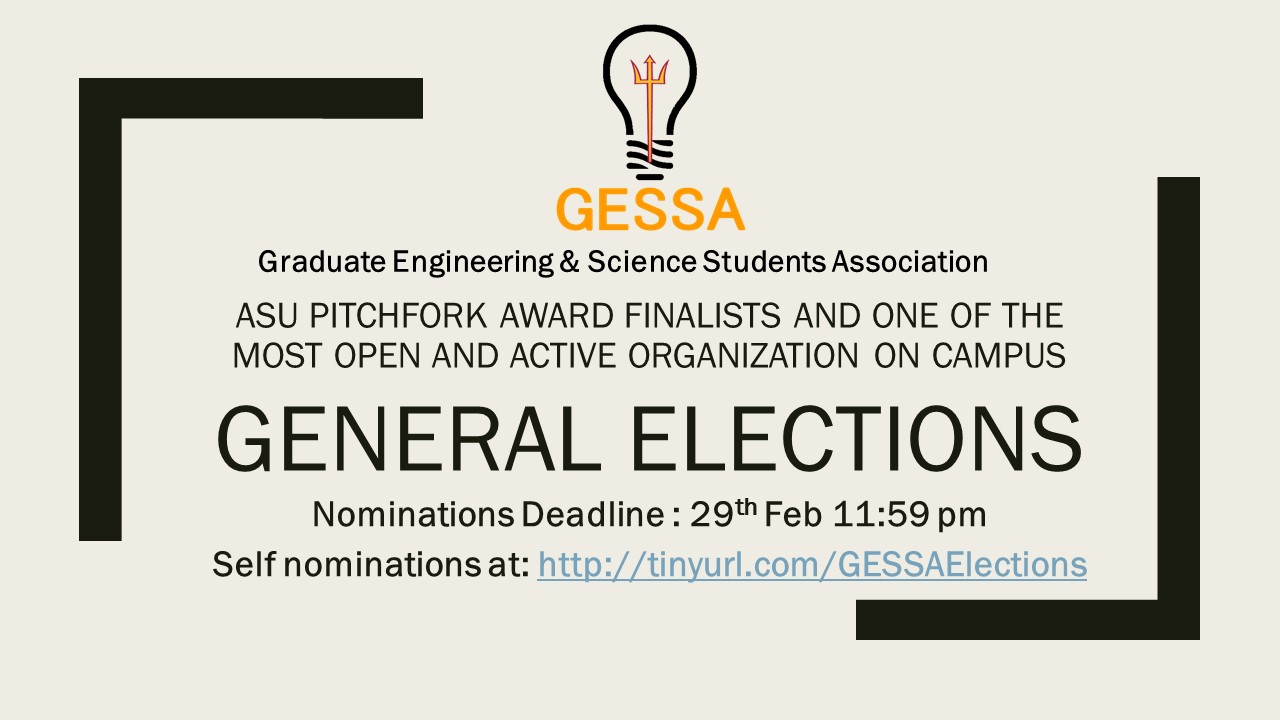 GESSA
Graduate Engineering & Science Students Association
ASU PITCHFORK AWARD FINALISTS AND ONE OF THE
MOST OPEN AND ACTIVE ORGANIZATION ON CAMPUS
GENERAL ELECTIONS
Nominations Deadline : 29th Feb 11:59 pm
Self nominations at: http://tinyurl.com/GESSAElections